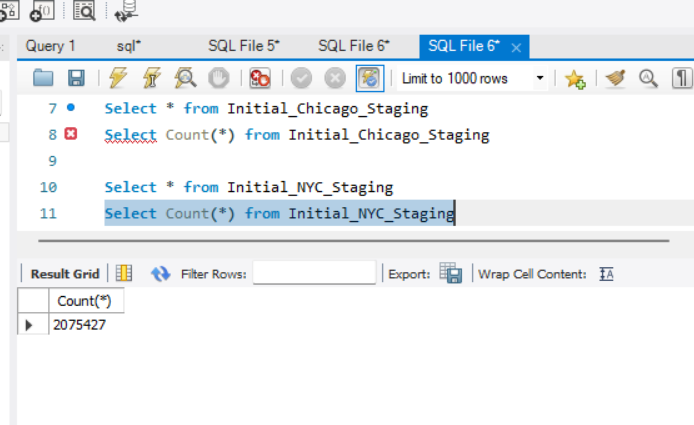 Query 1 sql* SQL File 5* SQL File 6* SQL File 6* ×
Limit to 1000 rows
7 Select * from Initial_Chicago_Staging
8 Select Count(*) from Initial_Chicago_Staging
9
10 Select * from Initial_NYC_Staging
11 Select Count(*) from Initial_NYC_Staging
Result Grid Filter Rows: Export: Wrap Cell Content:
Count(*)
2075427